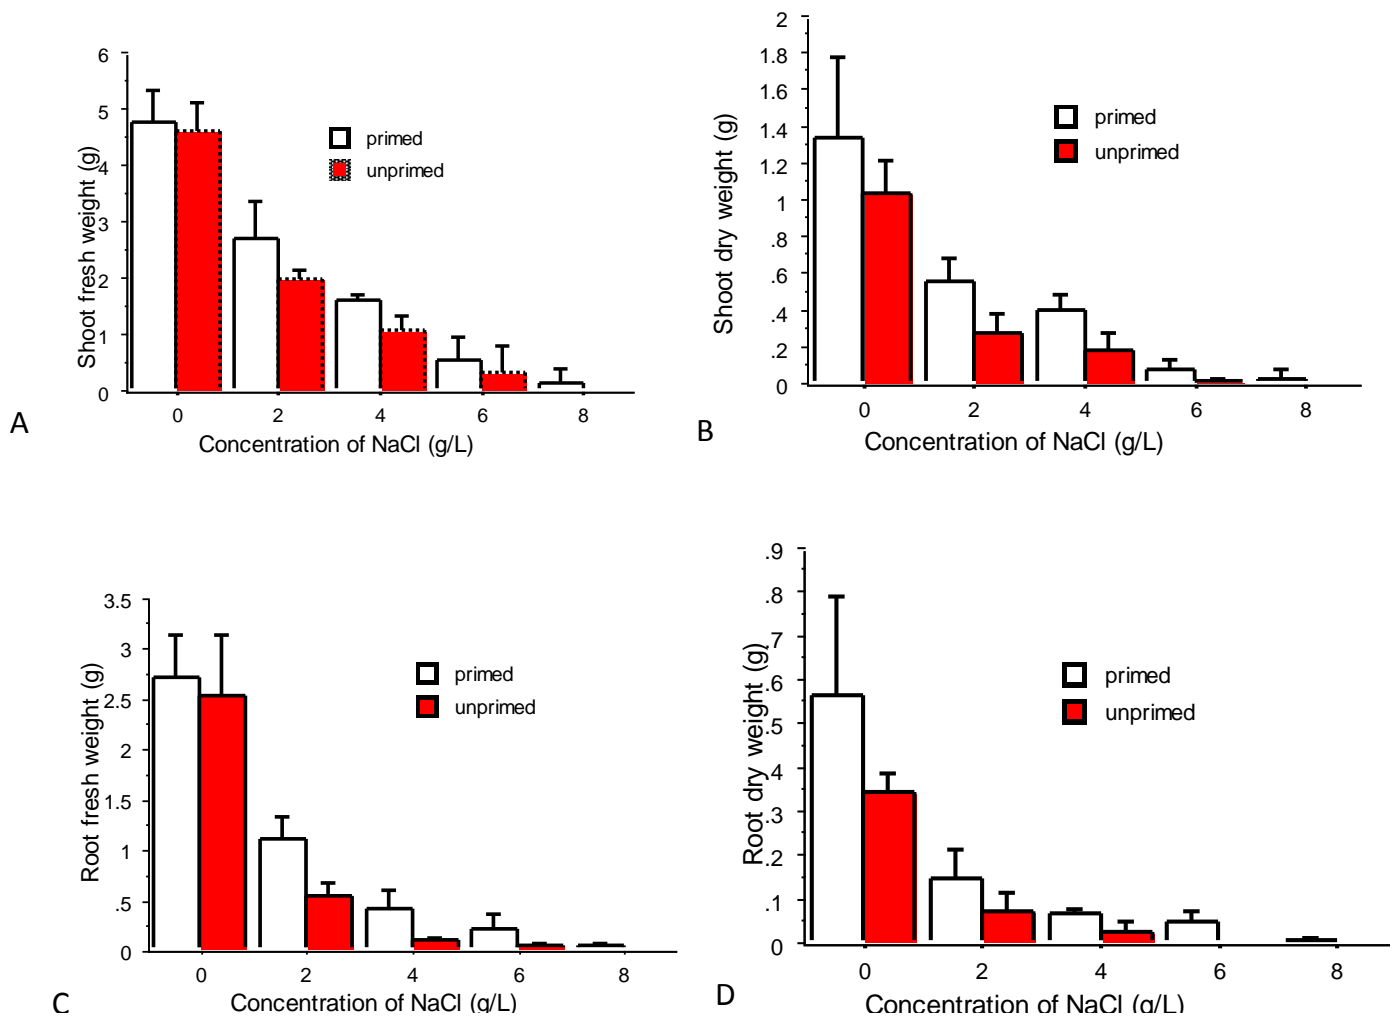 6
5
4
3
2
1
0
Shoot fresh weight (g)
primed
unprimed
0 2 4 6 8
Concentration of NaCl (g/L)
A
2
1.8
1.6
1.4
1.2
1
.8
.6
.4
.2
0
Shoot dry weight (g)
primed
unprimed
0 2 4 6 8
Concentration of NaCl (g/L)
B
3.5
3
2.5
2
1.5
1
.5
0
Root fresh weight (g)
primed
unprimed
0 2 4 6 8
Concentration of NaCl (g/L)
C
.9
.8
.7
.6
.5
.4
.3
.2
.1
0
Root dry weight (g)
primed
unprimed
0 2 4 6 8
Concentration of NaCl (g/L)
D